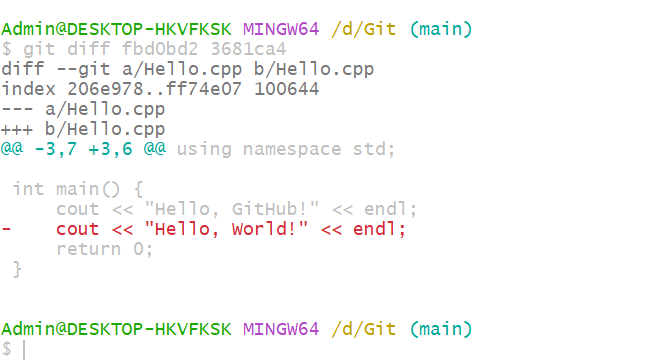 Admin@DESKTOP-HKVFKSK MINGW64 /d/Git (main)
$ git diff fbd0bd2 3681ca4
diff --git a/Hello.cpp b/Hello.cpp
index 206e978..ff74e07 100644
--- a/Hello.cpp
+++ b/Hello.cpp
@@ -3,7 +3,6 @@ using namespace std;
 int main() {
     cout << "Hello, GitHub!" << endl;
-    cout << "Hello, World!" << endl;
     return 0;
 }
Admin@DESKTOP-HKVFKSK MINGW64 /d/Git (main)
$